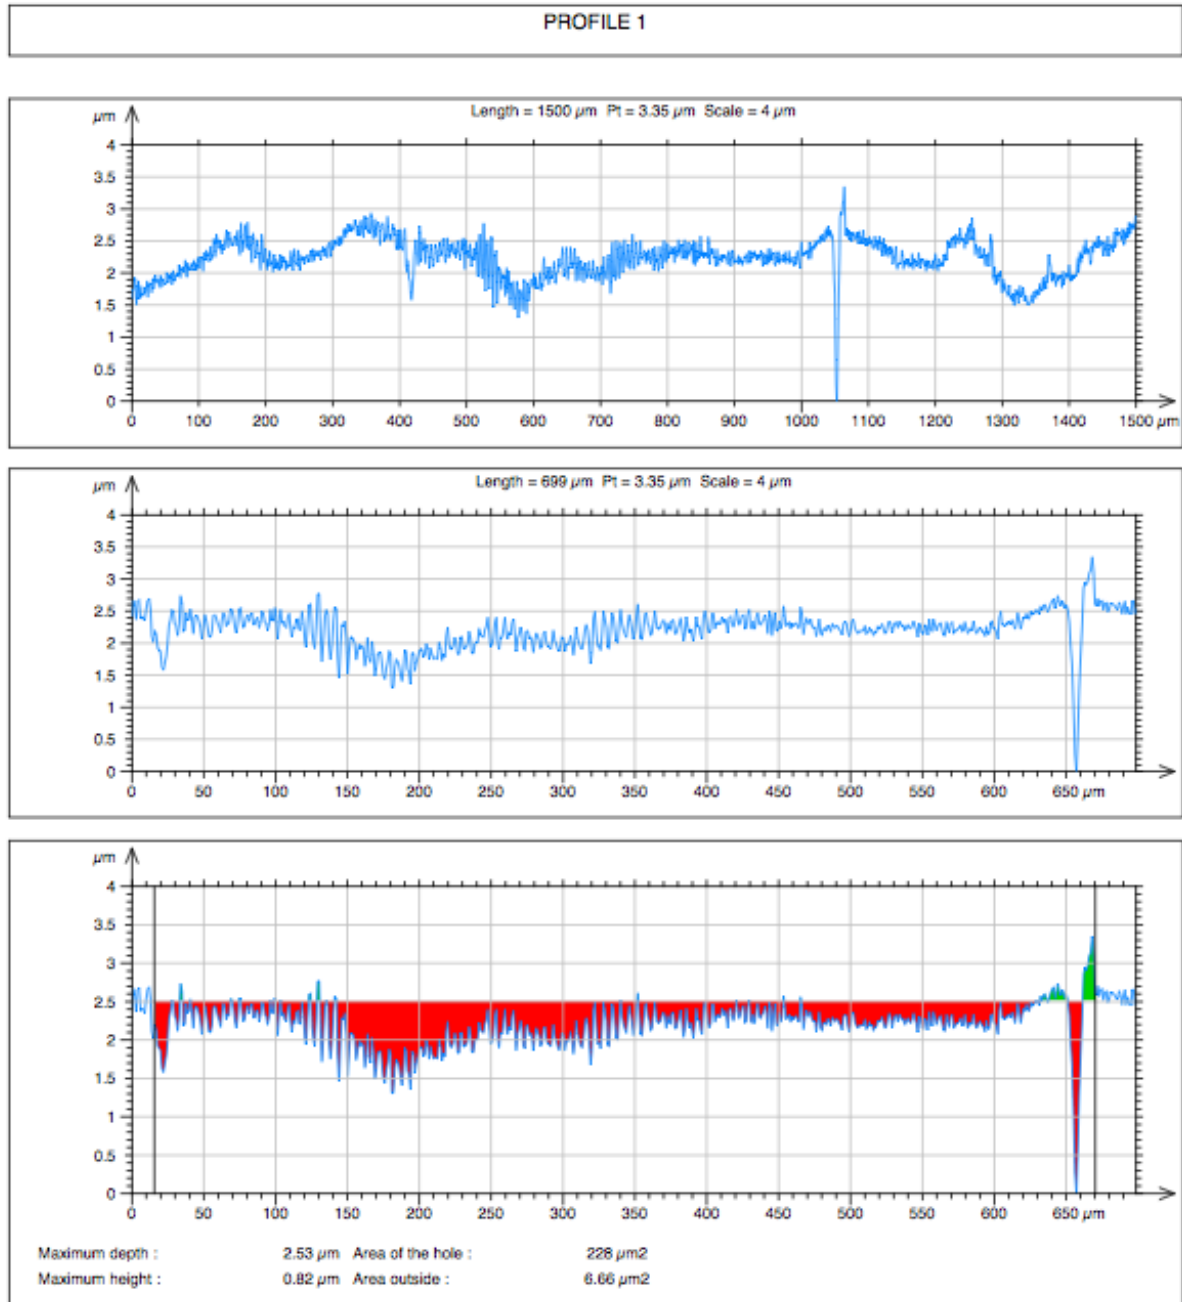 PROFILE 1
Length = 1500 µm Pt = 3.35 µm Scale = 4 µm
µm
4
3.5
3
2.5
2
1.5
1
0.5
0
0 100 200 300 400 500 600 700 800 900 1000 1100 1200 1300 1400 1500 µm
Length = 699 µm Pt = 3.35 µm Scale = 4 µm
µm
4
3.5
3
2.5
2
1.5
1
0.5
0
0 50 100 150 200 250 300 350 400 450 500 550 600 650 µm
µm
4
3.5
3
2.5
2
1.5
1
0.5
0
0 50 100 150 200 250 300 350 400 450 500 550 600 650 µm
Maximum depth : 2.53 µm Area of the hole : 228 µm2
Maximum height : 0.82 µm Area outside : 6.66 µm2